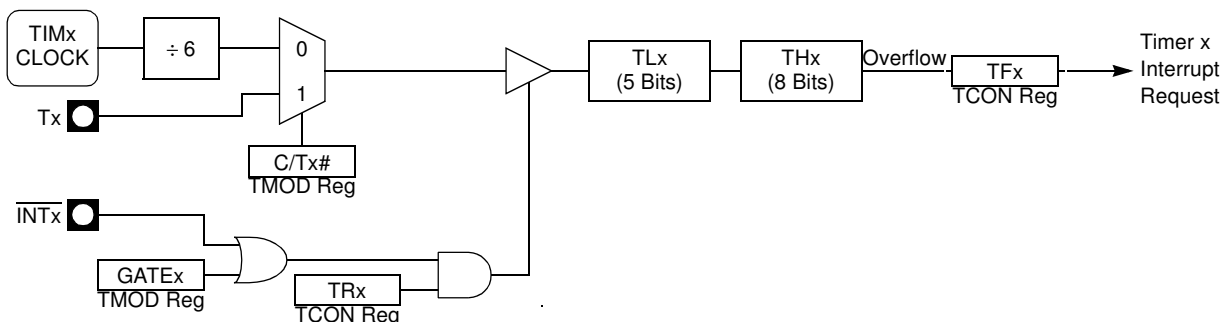 TIMx
CLOCK
÷ 6
0
1
Tx
C/Tx#
TMOD Reg
TLx
(5 Bits)
THx
(8 Bits)
Overflow
TFx
TCON Reg
Timer x
Interrupt
Request
INTx
GATEx
TMOD Reg
TRx
TCON Reg